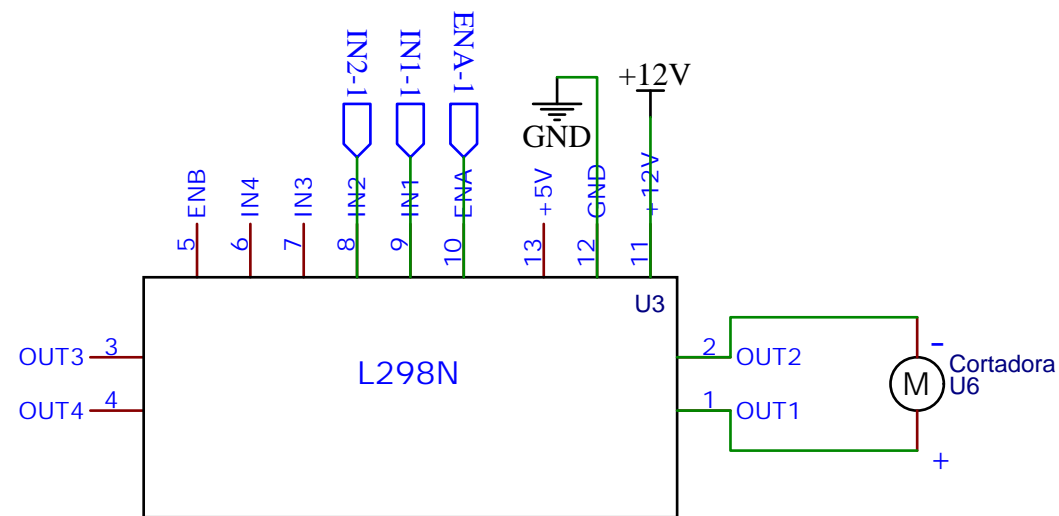 IN2-1
IN1-1
ENA-1
+12V
GND
ENB
IN4
IN3
IN2
IN1
ENA
+5V
GND
+12V
5
6
7
8
9
10
13
12
11
U3
L298N
OUT3
3
OUT4
4
2
OUT2
1
OUT1
-
M
Cortadora
U6
+